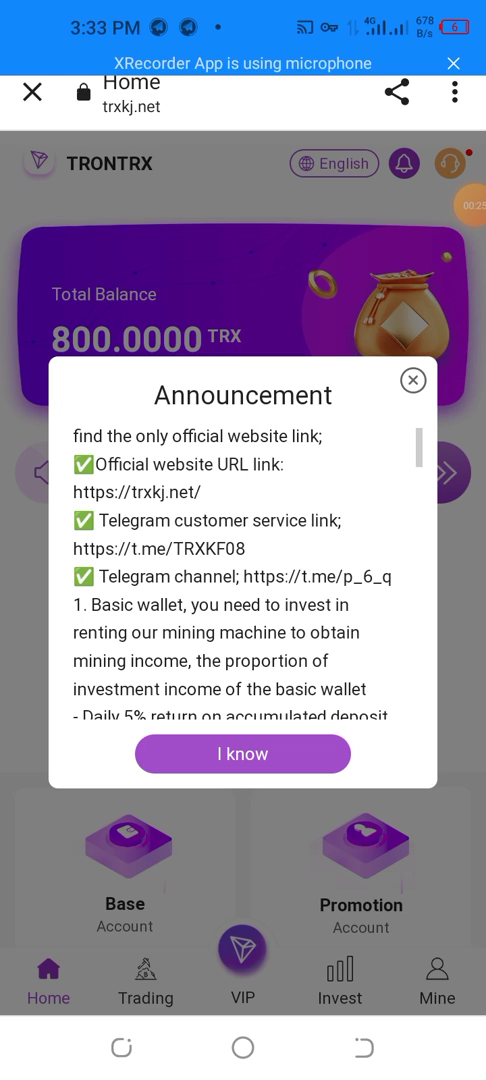 3:33 PM
4G
678
B/s
6
XRecorder App is using microphone
Home
trxkj.net
TRONTRX
English
00:25
Total Balance
800.0000 TRX
Announcement
find the only official website link;
✅Official website URL link:
https://trxkj.net/
✅ Telegram customer service link;
https://t.me/TRXKF08
✅ Telegram channel; https://t.me/p_6_q
1. Basic wallet, you need to invest in
renting our mining machine to obtain
mining income, the proportion of
investment income of the basic wallet
- Daily 5% return on accumulated deposit
I know
Base
Account
Promotion
Account
Home
Trading
VIP
Invest
Mine